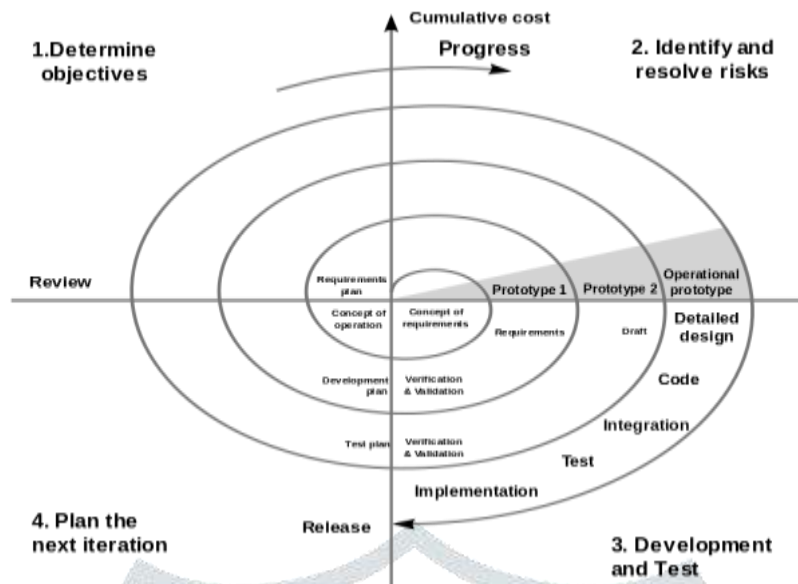 Cumulative cost
Progress
1.Determine
objectives
2. Identify and
resolve risks
Review
Requirements
plan
Prototype 1
Prototype 2
Operational
prototype
Concept of
operation
Concept of
requirements
Requirements
Draft
Detailed
design
Development
plan
Verification
& Validation
Code
Test plan
Verification
& Validation
Integration
Test
Implementation
Release
4. Plan the
next iteration
3. Development
and Test